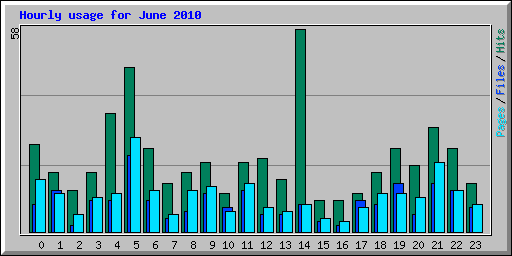 Hourly usage for June 2010
58
Pages / Files / Hits
0 1 2 3 4 5 6 7 8 9 10 11 12 13 14 15 16 17 18 19 20 21 22 23